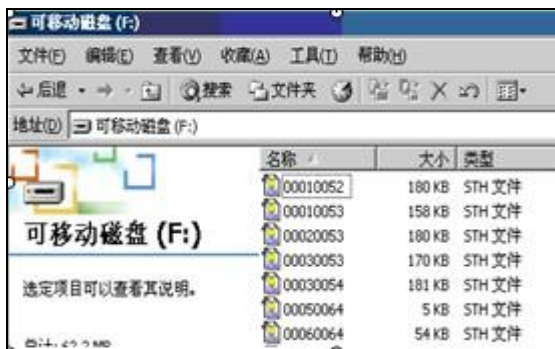 可移动磁盘 (F:)
文件(F) 编辑(E) 查看(V) 收藏(A) 工具(T) 帮助(H)
后退 搜索 文件夹
地址(D) 可移动磁盘 (F:)
名称 大小 类型
00010052 180 KB STH 文件
00010053 158 KB STH 文件
00020053 180 KB STH 文件
00030053 170 KB STH 文件
00030054 181 KB STH 文件
00050064 5 KB STH 文件
00060064 54 KB STH 文件
可移动磁盘 (F:)
选定项目可以查看其说明。
总计: 62.2 MB